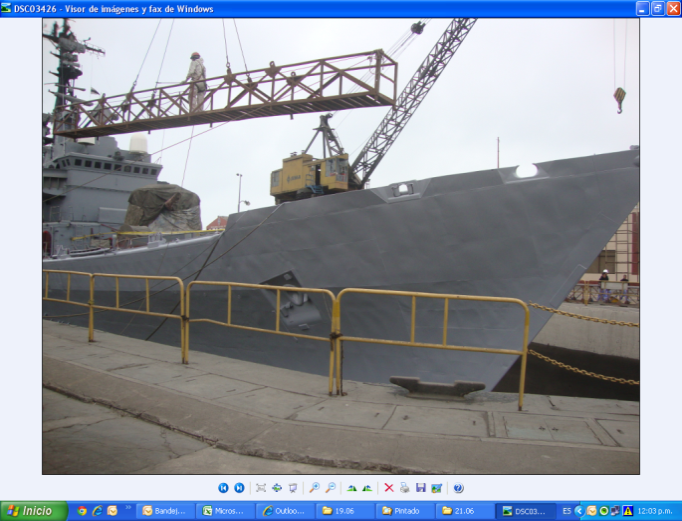 DSC03426 - Visor de imágenes y fax de Windows
Inicio
Bandej...
Micros...
Outloo...
19.06
Pintado
21.06
DSC03...
ES
12:03 p.m.